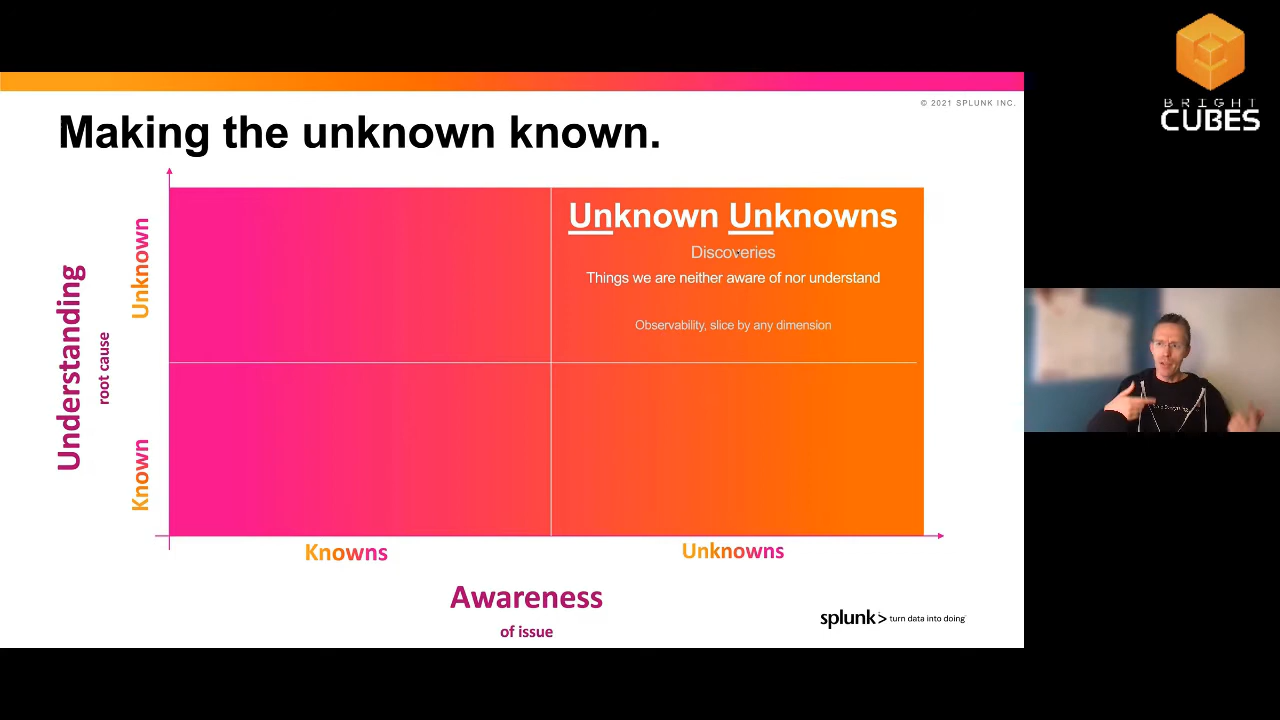 BRIGHT
CUBES
© 2021 SPLUNK INC.
Making the unknown known.
Unknown Unknowns
Discoveries
Things we are neither aware of nor understand
Observability, slice by any dimension
Understanding
root cause
Unknown
Known
Knowns
Unknowns
Awareness
of issue
splunk> turn data into doing™